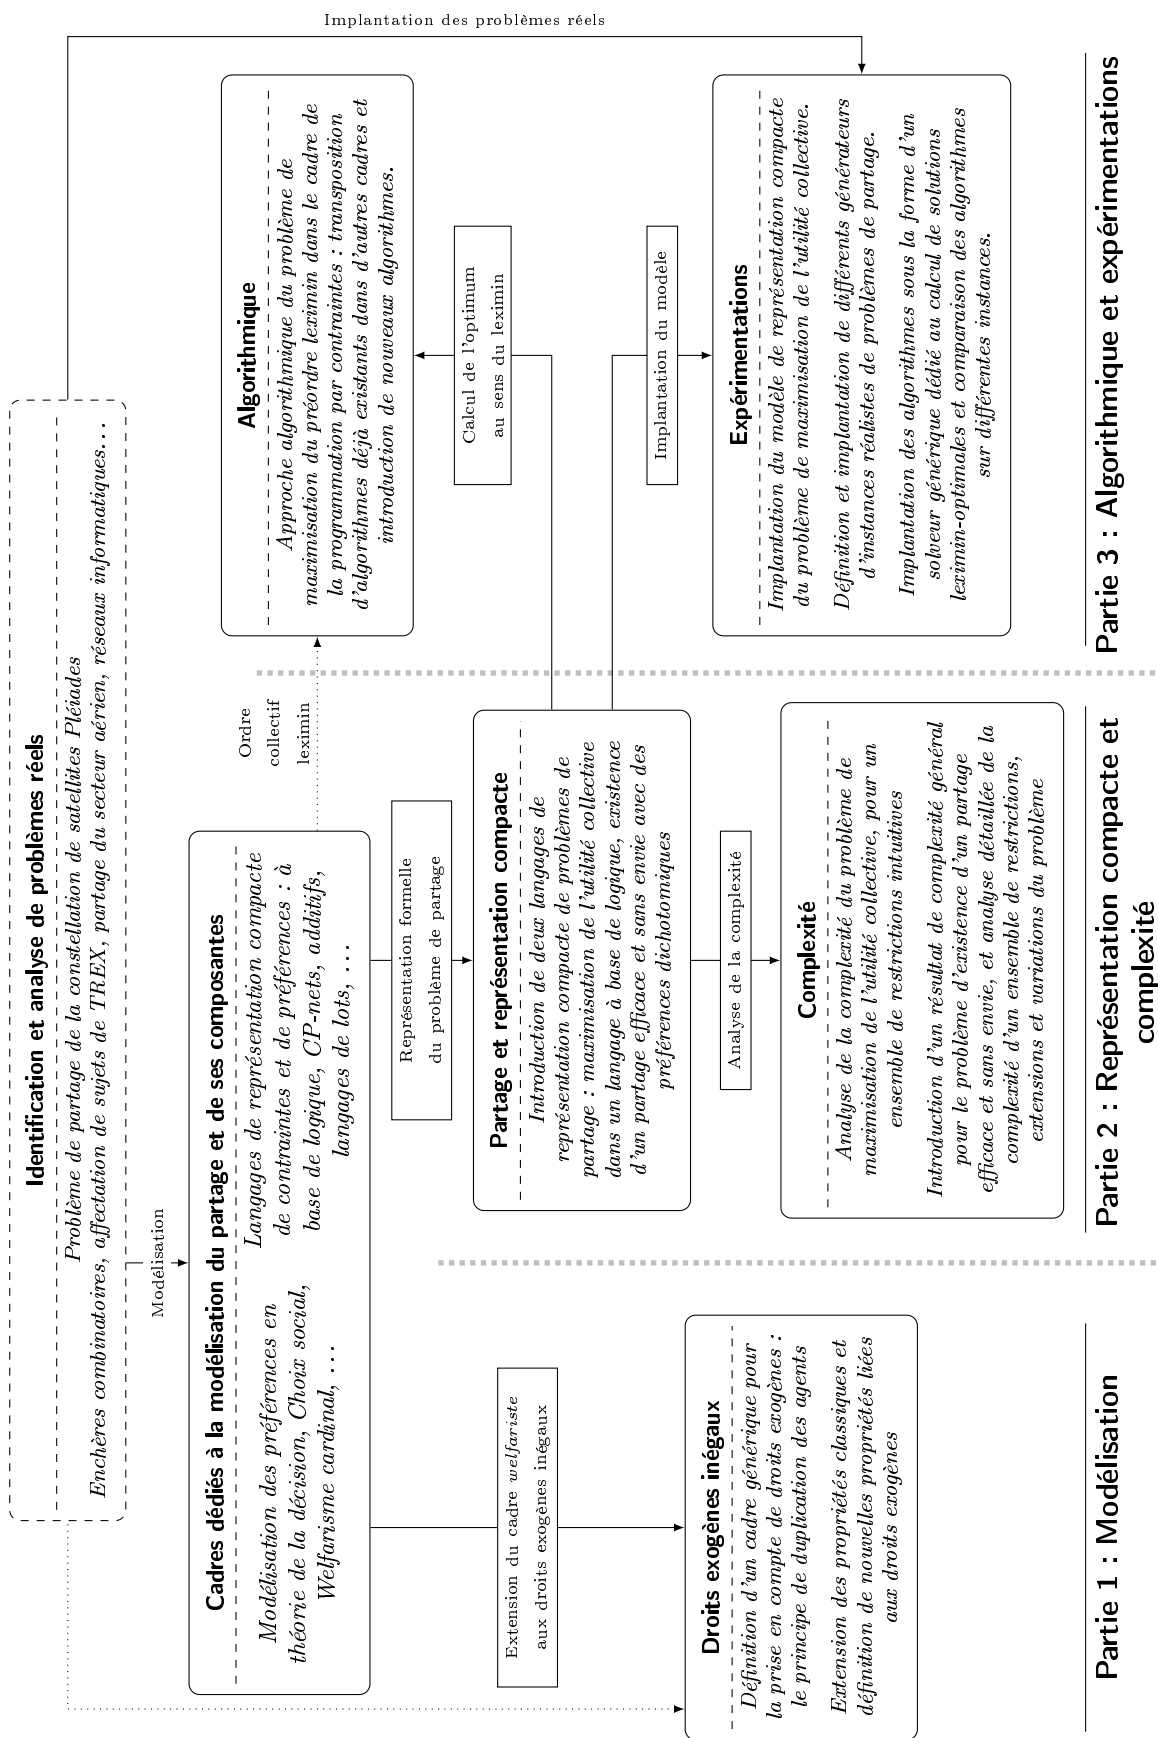 Implantation des problèmes réels
Identification et analyse de problèmes réels
Problème de partage de la constellation de satellites Pléiades
Enchères combinatoires, affectation de sujets de TREX, partage du secteur aérien, réseaux informatiques…
Modélisation
Cadres dédiés à la modélisation du partage et de ses composantes
Modélisation des préférences en
théorie de la décision, Choix social,
Welfarisme cardinal, …
Langages de représentation compacte
de contraintes et de préférences : à
base de logique, CP-nets, additifs,
langages de lots, …
Ordre
collectif
leximin
Extension du cadre welfariste
aux droits exogènes inégaux
Droits exogènes inégaux
Définition d'un cadre générique pour
la prise en compte de droits exogènes :
le principe de duplication des agents
Extension des propriétés classiques et
définition de nouvelles propriétés liées
aux droits exogènes
Partie 1 : Modélisation
Représentation formelle
du problème de partage
Partage et représentation compacte
Introduction de deux langages de
représentation compacte de problèmes de
partage : maximisation de l'utilité collective
dans un langage à base de logique, existence
d'un partage efficace et sans envie avec des
préférences dichotomiques
Analyse de la complexité
Complexité
Analyse de la complexité du problème de
maximisation de l'utilité collective, pour un
ensemble de restrictions intuitives
Introduction d'un résultat de complexité général
pour le problème d'existence d'un partage
efficace et sans envie, et analyse détaillée de la
complexité d'un ensemble de restrictions,
extensions et variations du problème
Partie 2 : Représentation compacte et
complexité
Algorithmique
Approche algorithmique du problème de
maximisation du préordre leximin dans le cadre de
la programmation par contraintes : transposition
d'algorithmes déjà existants dans d'autres cadres et
introduction de nouveaux algorithmes.
Calcul de l'optimum
au sens du leximin
Implantation du modèle
Expérimentations
Implantation du modèle de représentation compacte
du problème de maximisation de l'utilité collective.
Définition et implantation de différents générateurs
d'instances réalistes de problèmes de partage.
Implantation des algorithmes sous la forme d'un
solveur générique dédié au calcul de solutions
leximin-optimales et comparaison des algorithmes
sur différentes instances.
Partie 3 : Algorithmique et expérimentations